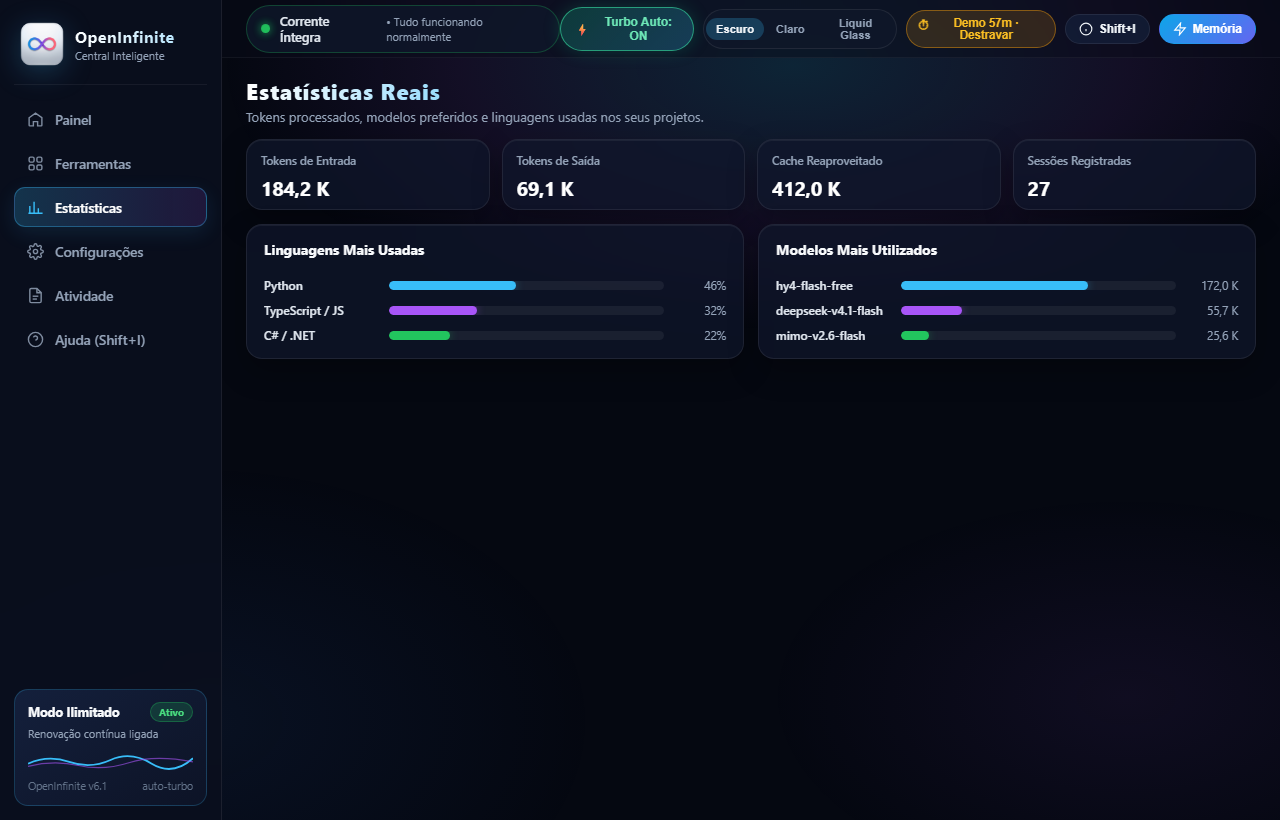 OpenInfinite
Central Inteligente
Painel
Ferramentas
Estatísticas
Configurações
Atividade
Ajuda (Shift+I)
Modo Ilimitado
Ativo
Renovação contínua ligada
OpenInfinite v6.1
auto-turbo
Corrente
Íntegra
• Tudo funcionando
normalmente
Turbo Auto:
ON
Escuro
Claro
Liquid
Glass
Demo 57m ·
Destravar
Shift+I
Memória
Estatísticas Reais
Tokens processados, modelos preferidos e linguagens usadas nos seus projetos.
Tokens de Entrada
184,2 K
Tokens de Saída
69,1 K
Cache Reaproveitado
412,0 K
Sessões Registradas
27
Linguagens Mais Usadas
Python 46%
TypeScript / JS 32%
C# / .NET 22%
Modelos Mais Utilizados
hy4-flash-free 172,0 K
deepseek-v4.1-flash 55,7 K
mimo-v2.6-flash 25,6 K